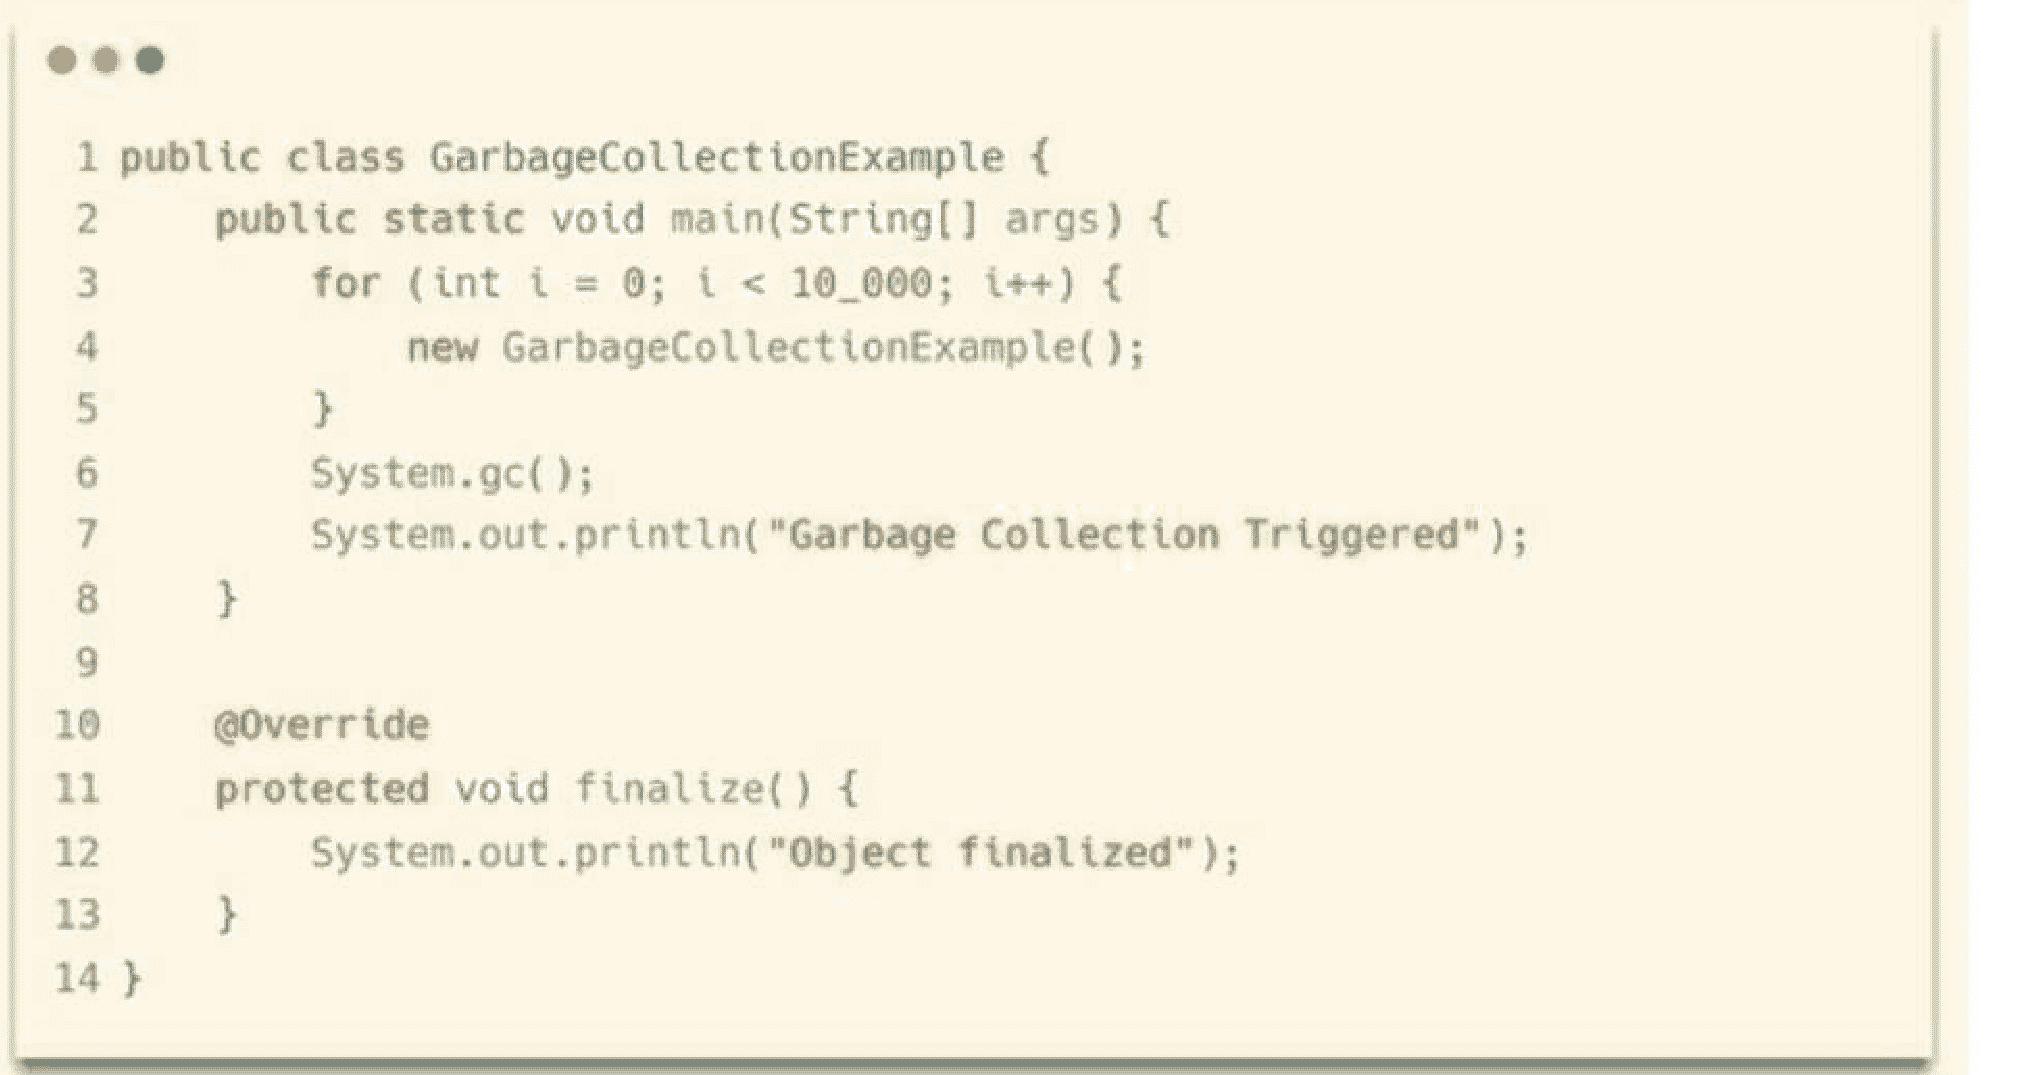 1 public class GarbageCollectionExample {
2     public static void main(String[] args) {
3         for (int i = 0; i < 10_000; i++) {
4             new GarbageCollectionExample();
5         }
6         System.gc();
7         System.out.println("Garbage Collection Triggered");
8     }
9
10     @Override
11     protected void finalize() {
12         System.out.println("Object finalized");
13     }
14 }